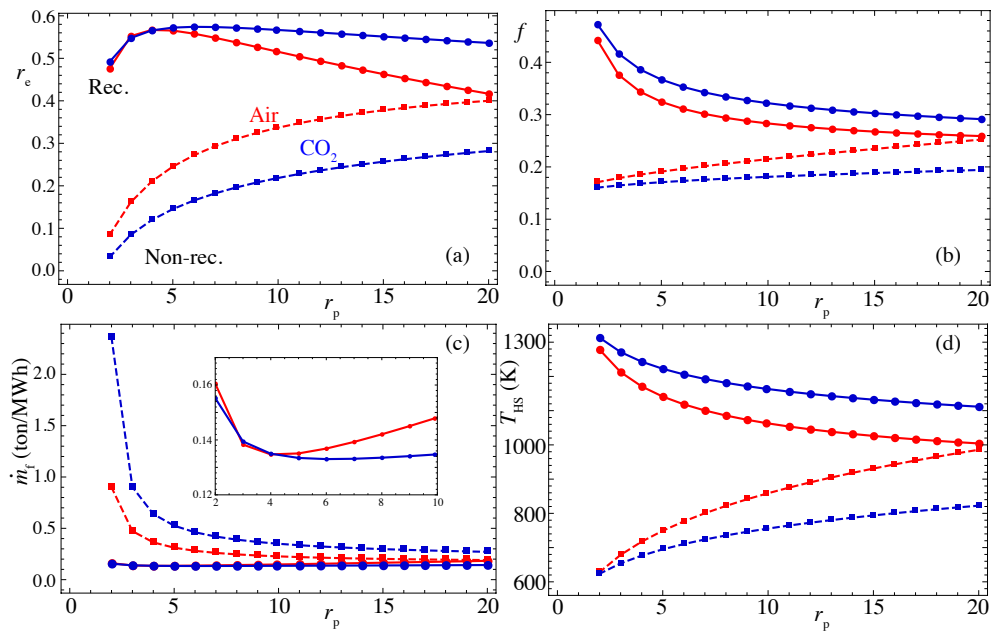 0.6
0.5
r_e
0.4
0.3
0.2
0.1
0.0
Rec.
Air
CO₂
Non-rec.
(a)
0 5 10 15 20
r_p
f
0.4
0.3
0.2
0.1
0
(b)
0 5 10 15 20
r_p
ṁ_f (ton/MWh)
2.0
1.5
1.0
0.5
0.0
(c)
0.16
0.14
0.12
2 4 6 8 10
0 5 10 15 20
r_p
T_HS (K)
1300
1000
800
600
(d)
0 5 10 15 20
r_p